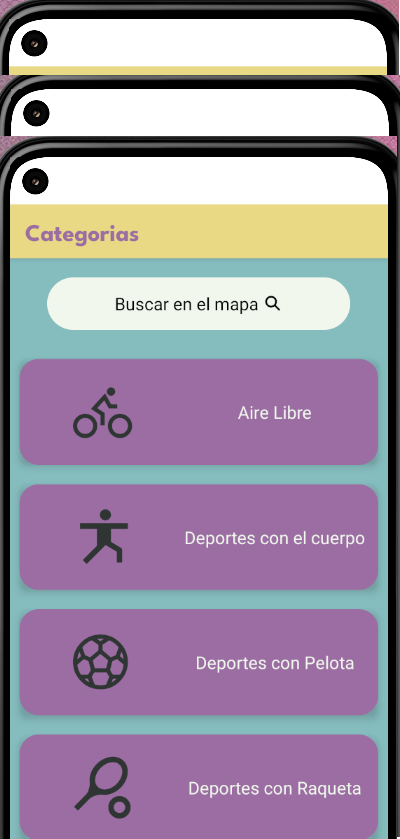 Categorias
Buscar en el mapa
Aire Libre
Deportes con el cuerpo
Deportes con Pelota
Deportes con Raqueta